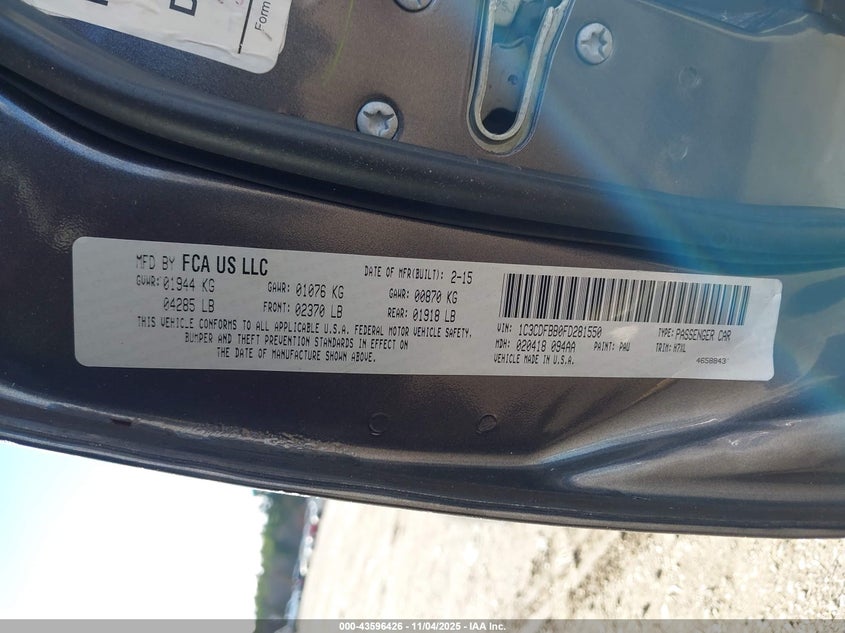 Form
MFD BY FCA US LLC
DATE OF MFR(BUILT): 2-15
GVWR: 01944 KG
GAWR: 01076 KG
GAWR: 00870 KG
04285 LB
FRONT: 02370 LB
REAR: 01918 LB
THIS VEHICLE CONFORMS TO ALL APPLICABLE U.S.A. FEDERAL MOTOR VEHICLE SAFETY,
BUMPER AND THEFT PREVENTION STANDARDS IN EFFECT ON
THE DATE OF MANUFACTURE SHOWN ABOVE.
VIN: 1C3CDFBB0FD281550
TYPE: PASSENGER CAR
MDH: 020418 094AA
PAINT: PAU
TRIM: H7XL
VEHICLE MADE IN U.S.A.
4658843
000-43596426 - 11/04/2025 - IAA Inc.